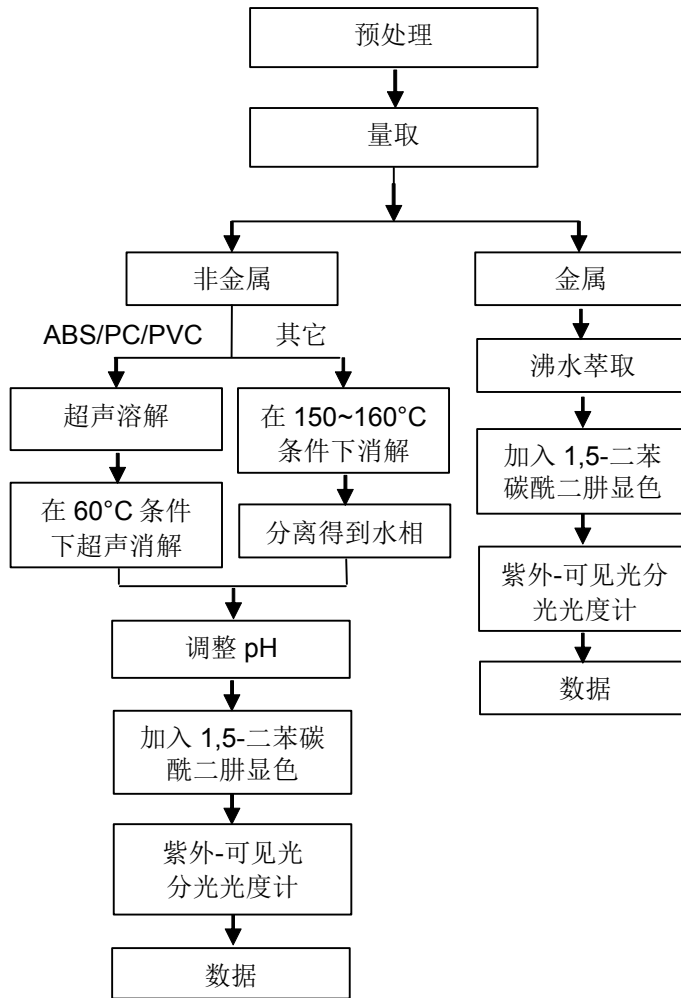 预处理
量取
非金属
金属
ABS/PC/PVC
其它
超声溶解
在 60°C 条件
下超声消解
在 150~160°C
条件下消解
分离得到水相
调整 pH
加入 1,5-二苯碳
酰二肼显色
紫外-可见光
分光光度计
数据
沸水萃取
加入 1,5-二苯
碳酰二肼显色
紫外-可见光分
光光度计
数据